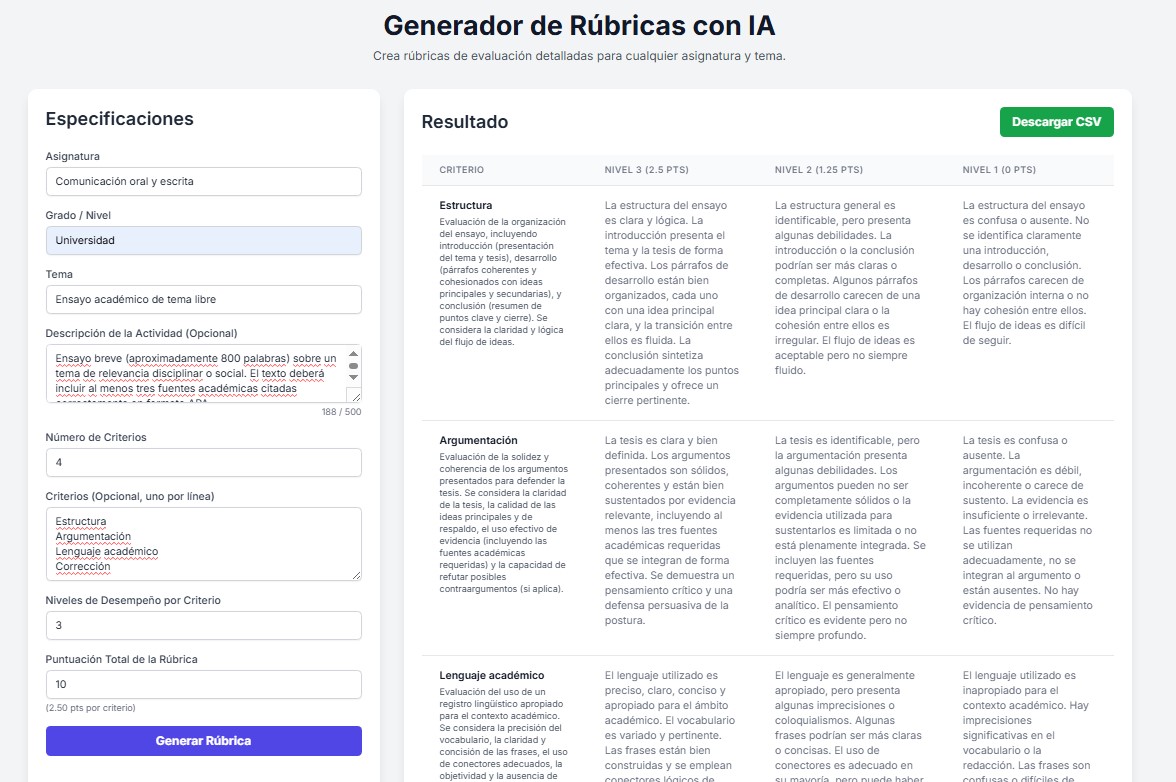 Generador de Rúbricas con IA
Crea rúbricas de evaluación detalladas para cualquier asignatura y tema.
Especificaciones
Asignatura
Comunicación oral y escrita
Grado / Nivel
Universidad
Tema
Ensayo académico de tema libre
Descripción de la Actividad (Opcional)
Ensayo breve (aproximadamente 800 palabras) sobre un
tema de relevancia disciplinar o social. El texto deberá
incluir al menos tres fuentes académicas citadas
correctamente en formato APA
188 / 500
Número de Criterios
4
Criterios (Opcional, uno por línea)
Estructura
Argumentación
Lenguaje académico
Corrección
Niveles de Desempeño por Criterio
3
Puntuación Total de la Rúbrica
10
(2.50 pts por criterio)
Generar Rúbrica
Resultado
Descargar CSV
CRITERIO
NIVEL 3 (2.5 PTS)
NIVEL 2 (1.25 PTS)
NIVEL 1 (0 PTS)
Estructura
Evaluación de la organización
del ensayo, incluyendo
introducción (presentación
del tema y tesis), desarrollo
(párrafos coherentes y
cohesionados con ideas
principales y secundarias), y
conclusión (resumen de
puntos clave y cierre). Se
considera la claridad y lógica
del flujo de ideas.
La estructura del ensayo
es clara y lógica. La
introducción presenta el
tema y la tesis de forma
efectiva. Los párrafos de
desarrollo están bien
organizados, cada uno
con una idea principal
clara, y la transición entre
ellos es fluida. La
conclusión sintetiza
adecuadamente los puntos
principales y ofrece un
cierre pertinente.
La estructura general es
identificable, pero presenta
algunas debilidades. La
introducción o la conclusión
podrían ser más claras o
completas. Algunos párrafos
de desarrollo carecen de una
idea principal clara o la
cohesión entre ellos es
irregular. El flujo de ideas es
aceptable pero no siempre
fluido.
La estructura del ensayo
es confusa o ausente. No
se identifica claramente
una introducción,
desarrollo o conclusión.
Los párrafos carecen de
organización interna o no
hay cohesión entre ellos.
El flujo de ideas es difícil
de seguir.
Argumentación
Evaluación de la solidez y
coherencia de los argumentos
presentados para defender la
tesis. Se considera la claridad
de la tesis, la calidad de las
ideas principales y de
respaldo, el uso efectivo de
evidencia (incluyendo las
fuentes académicas
requeridas) y la capacidad de
refutar posibles
contraargumentos (si aplica).
La tesis es clara y bien
definida. Los argumentos
presentados son sólidos,
coherentes y están bien
sustentados por evidencia
relevante, incluyendo al
menos las tres fuentes
académicas requeridas
que se integran de forma
efectiva. Se demuestra un
pensamiento crítico y una
defensa persuasiva de la
postura.
La tesis es identificable, pero
la argumentación presenta
algunas debilidades. Los
argumentos pueden no ser
completamente sólidos o la
evidencia utilizada para
sustentarlos es limitada o no
está plenamente integrada. Se
incluyen las fuentes
requeridas, pero su uso
podría ser más efectivo o
analítico. El pensamiento
crítico es evidente pero no
siempre profundo.
La tesis es confusa o
ausente. La
argumentación es débil,
incoherente o carece de
sustento. La evidencia es
insuficiente o irrelevante.
Las fuentes requeridas no
se utilizan
adecuadamente, no se
integran al argumento o
están ausentes. No hay
evidencia de pensamiento
crítico.
Lenguaje académico
Evaluación del uso de un
registro lingüístico apropiado
para el contexto académico.
Se considera la precisión del
vocabulario, la claridad y
concisión de las frases, el uso
de conectores adecuados, la
objetividad y la ausencia de
El lenguaje utilizado es
preciso, claro, conciso y
apropiado para el ámbito
académico. El vocabulario
es variado y pertinente.
Las frases están bien
construidas y se emplean
conectores lógicos de
El lenguaje es generalmente
apropiado, pero presenta
algunas imprecisiones o
coloquialismos. Algunas
frases podrían ser más claras
o concisas. El uso de
conectores es adecuado en
su mayoría, pero puede haber
El lenguaje utilizado es
inapropiado para el
contexto académico. Hay
imprecisiones
significativas en el
vocabulario o la
redacción. Las frases son
confusas o difíciles de